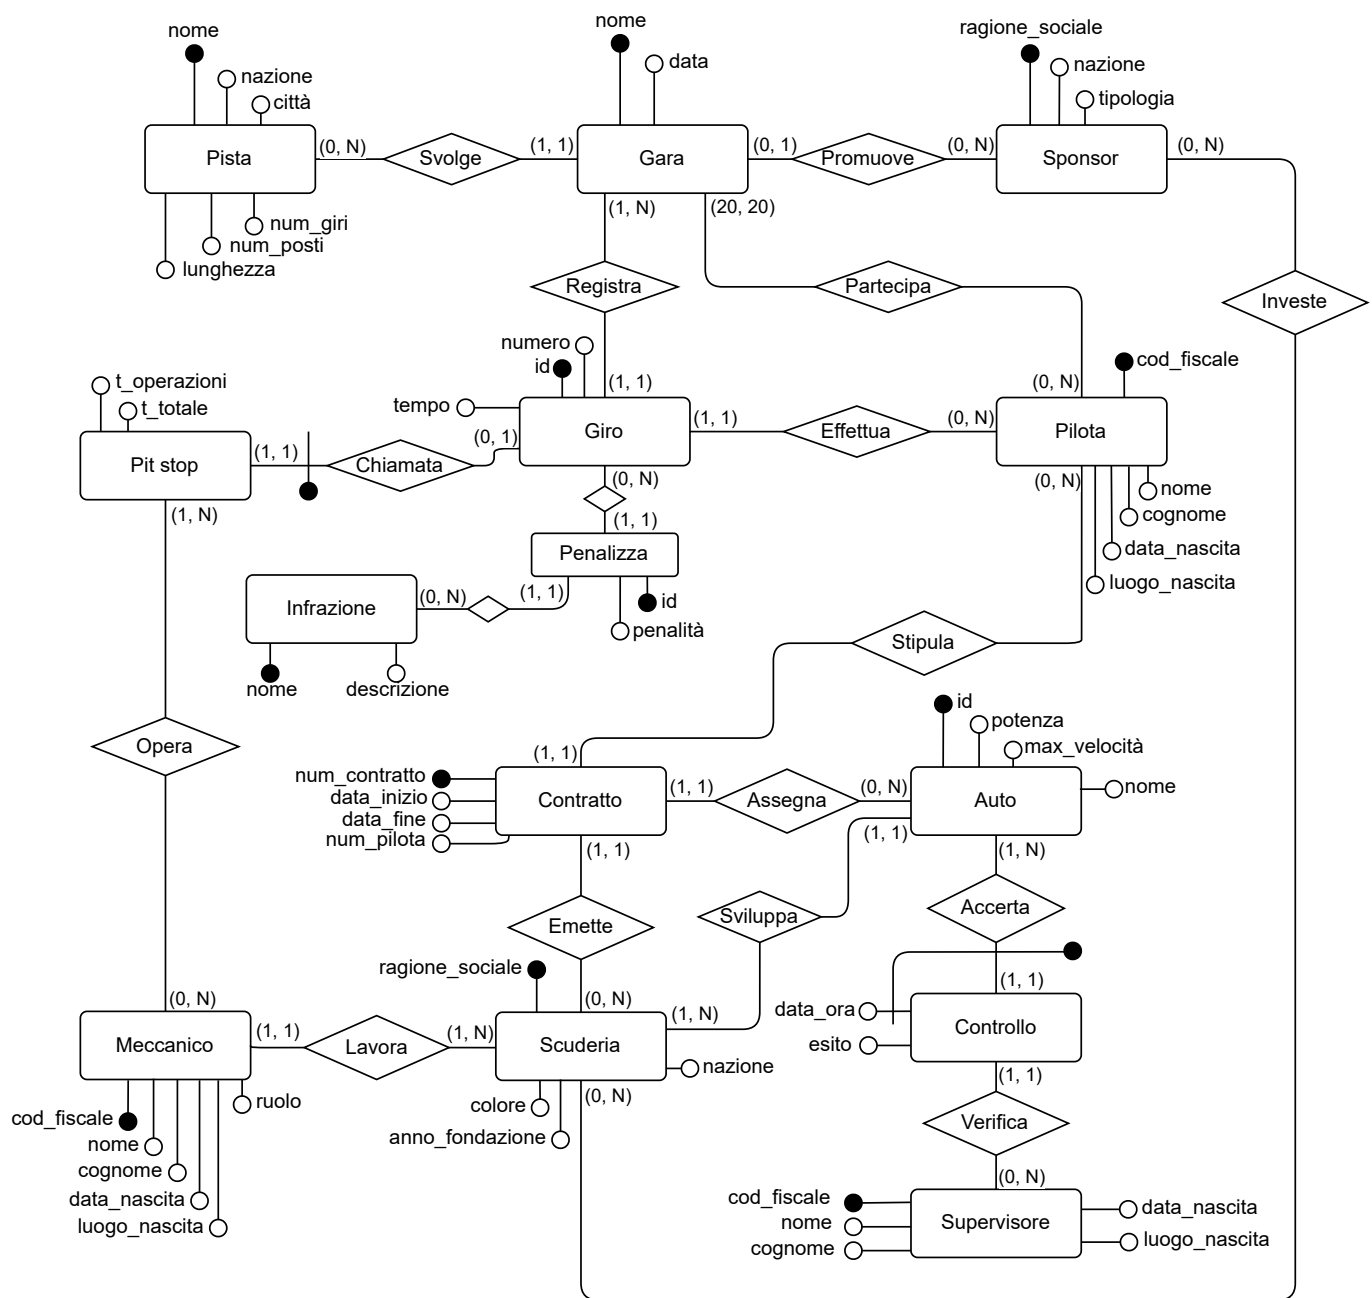 nome
nome
ragione_sociale
nazione
data
nazione
città
tipologia
Pista
(0, N)
Svolge
(1, 1)
Gara
(0, 1)
Promuove
(0, N)
Sponsor
(0, N)
(1, N)
(20, 20)
num_giri
num_posti
lunghezza
Registra
Partecipa
Investe
numero
id
cod_fiscale
t_operazioni
t_totale
tempo
(1, 1)
(0, N)
Pit stop
(1, 1)
Chiamata
(0, 1)
Giro
(1, 1)
Effettua
(0, N)
Pilota
(1, N)
(0, N)
(0, N)
nome
cognome
data_nascita
luogo_nascita
(1, 1)
Penalizza
Infrazione
(0, N)
(1, 1)
id
penalità
nome
descrizione
Stipula
id
potenza
max_velocità
nome
Opera
(1, 1)
num_contratto
data_inizio
data_fine
num_pilota
Contratto
(1, 1)
Assegna
(0, N)
Auto
(1, 1)
(1, 1)
(1, N)
Sviluppa
Accerta
Emette
ragione_sociale
(0, N)
(0, N)
(1, N)
(1, 1)
data_ora
esito
Controllo
Meccanico
(1, 1)
Lavora
(1, N)
Scuderia
nazione
(0, N)
(1, 1)
colore
anno_fondazione
ruolo
cod_fiscale
nome
cognome
data_nascita
luogo_nascita
Verifica
(0, N)
cod_fiscale
nome
cognome
Supervisore
data_nascita
luogo_nascita